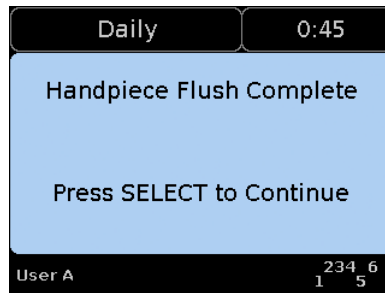 Daily 0:45
Handpiece Flush Complete
Press SELECT to Continue
User A 1 234 5 6